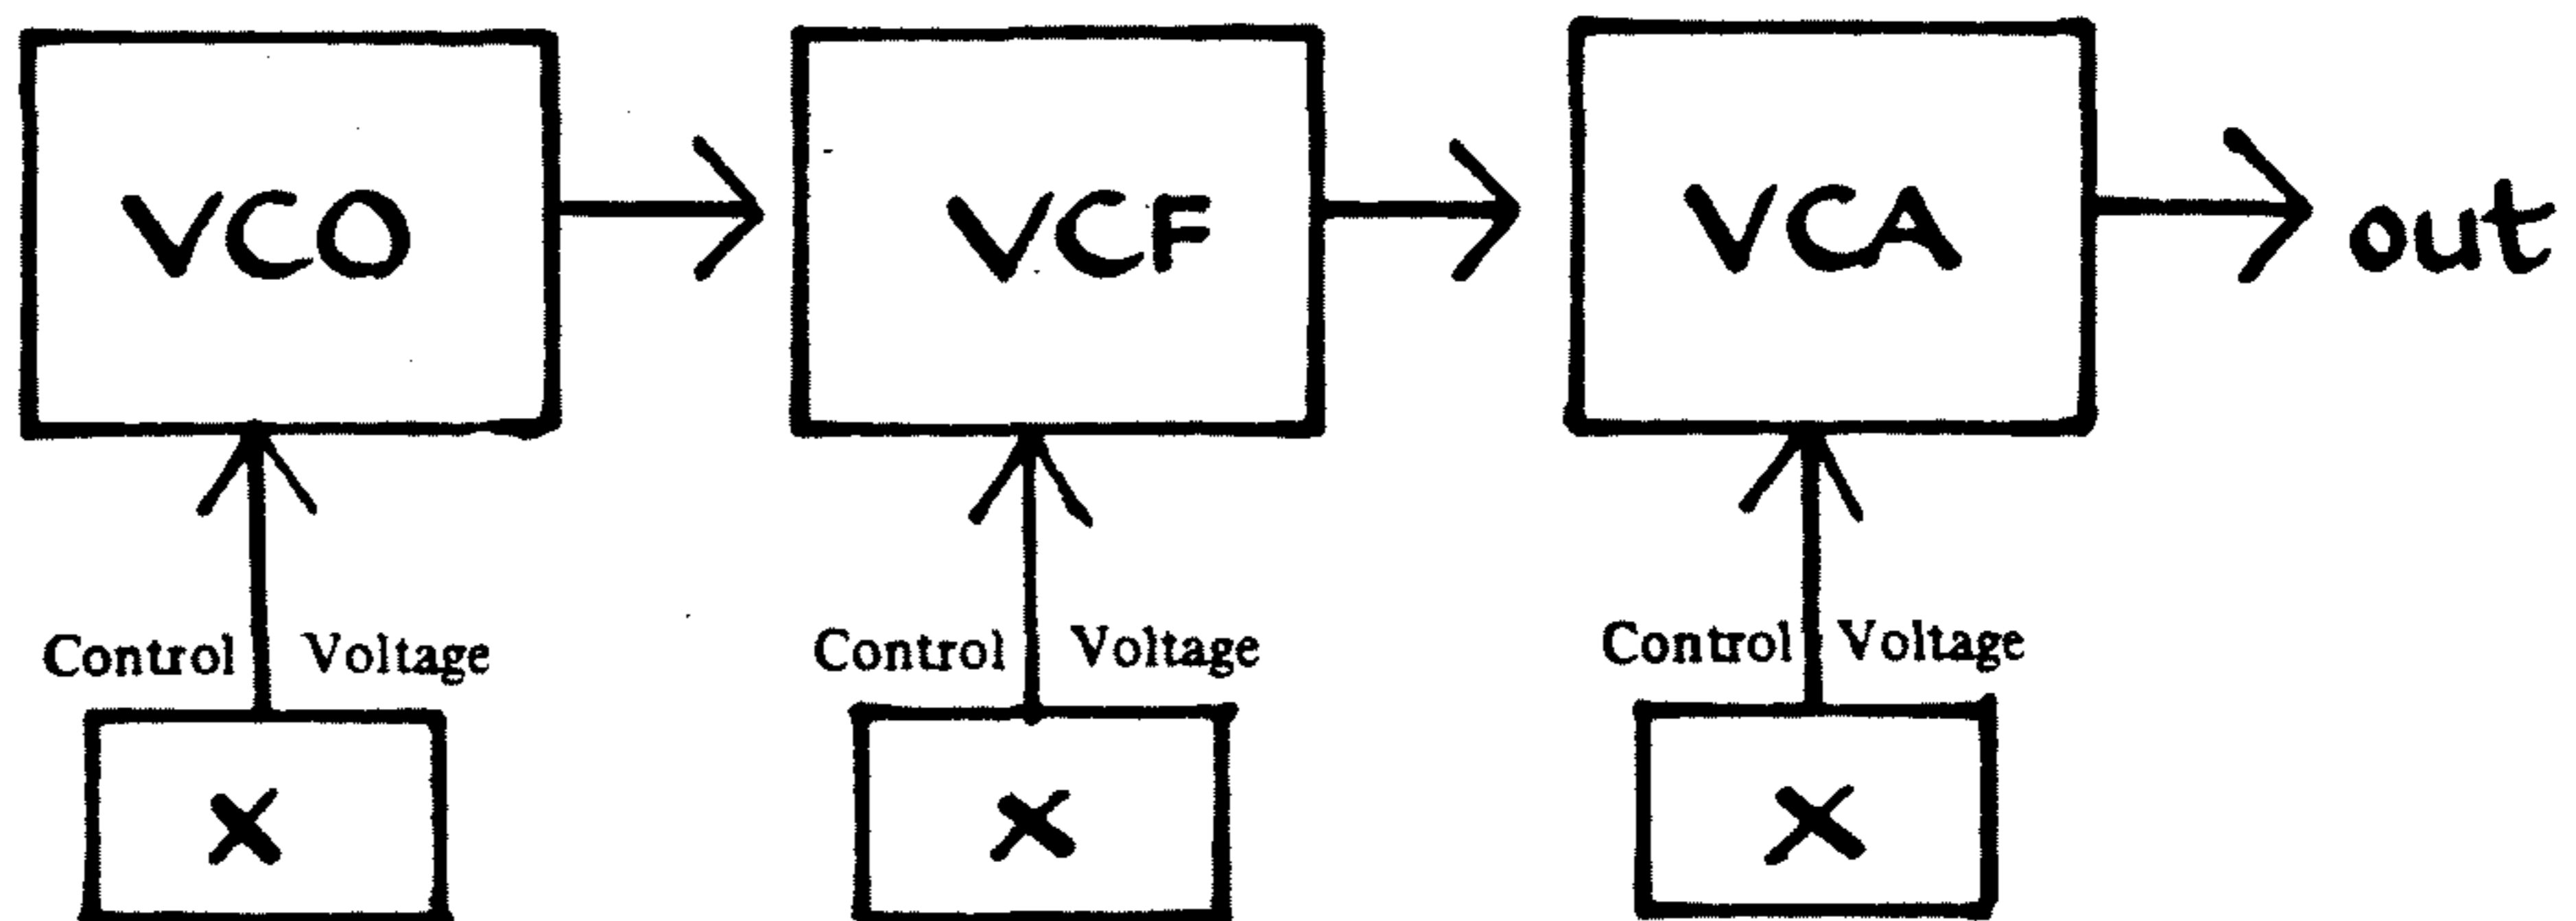 VCO VCF VCA out
Control Voltage Control Voltage Control Voltage
X X X